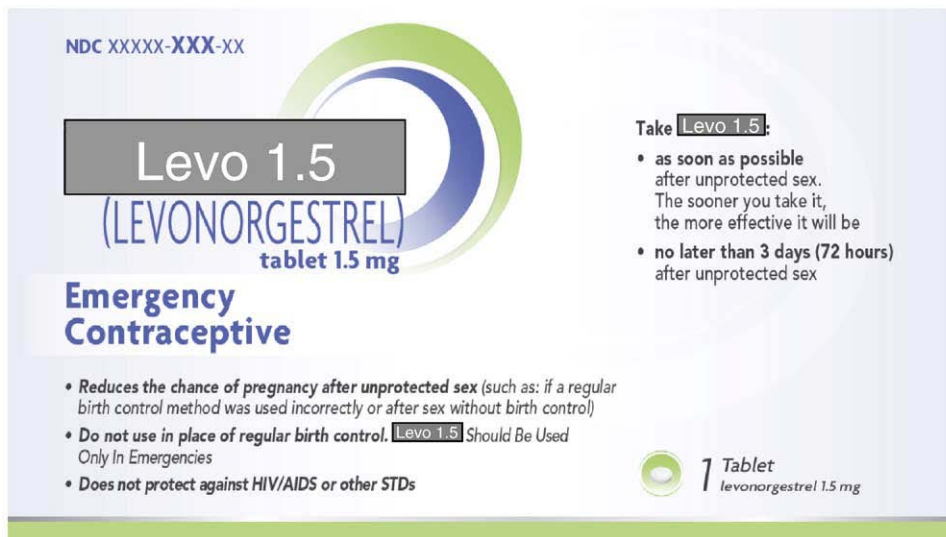 NDC XXXXX-XXX-XX
Levo 1.5
(LEVONORGESTREL)
tablet 1.5 mg
Emergency
Contraceptive
• Reduces the chance of pregnancy after unprotected sex (such as: if a regular
birth control method was used incorrectly or after sex without birth control)
• Do not use in place of regular birth control. Levo 1.5 Should Be Used
Only In Emergencies
• Does not protect against HIV/AIDS or other STDs
Take Levo 1.5:
• as soon as possible
after unprotected sex.
The sooner you take it,
the more effective it will be
• no later than 3 days (72 hours)
after unprotected sex
1 Tablet
levonorgestrel 1.5 mg